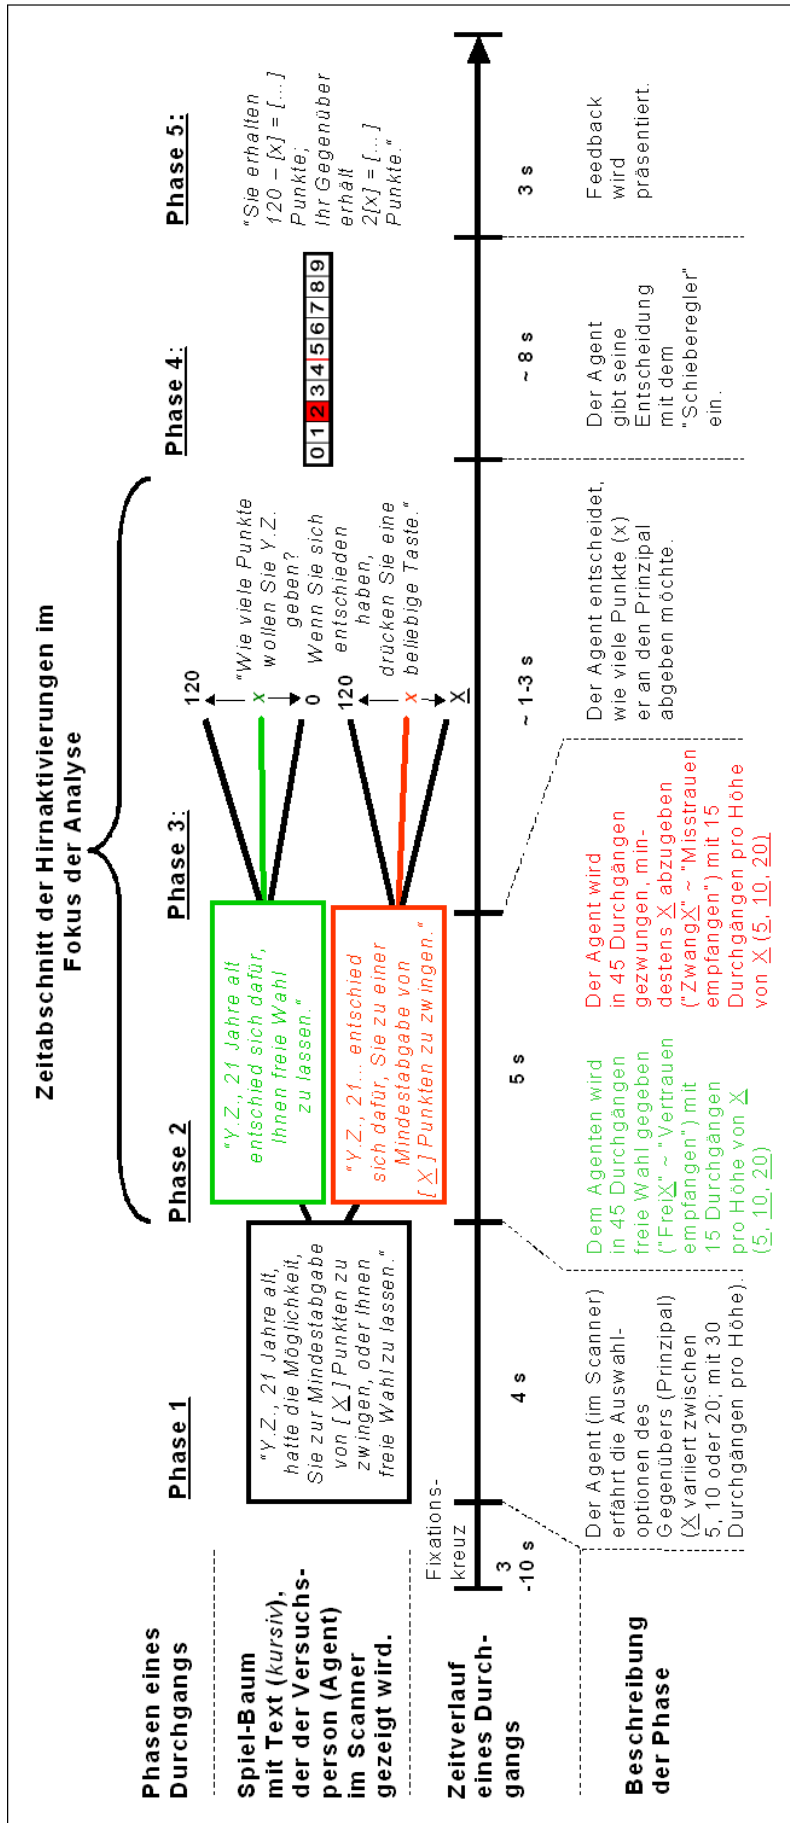 Zeitabschnitt der Hirnaktivierungen im
Fokus der Analyse
Phasen eines
Durchgangs
Phase 1
Phase 2
Phase 3:
Phase 4:
Phase 5:
Spiel-Baum
mit Text (kursiv),
der der Versuchs-
person (Agent)
im Scanner
gezeigt wird.
"Y.Z., 21 Jahre alt,
hatte die Möglichkeit,
Sie zur Mindestabgabe
von [ X ] Punkten zu
zwingen, oder Ihnen
freie Wahl zu lassen."
"Y.Z., 21 Jahre alt
entschied sich dafür,
Ihnen freie Wahl
zu lassen."
"Y.Z., 21... entschied
sich dafür, Sie zu einer
Mindestabgabe von
[ X ] Punkten zu zwingen."
120
x
0
120
x
X
"Wie viele Punkte
wollen Sie Y.Z.
geben?
Wenn Sie sich
entschieden
haben,
drücken Sie eine
beliebige Taste."
0 1 2 3 4 5 6 7 8 9
"Sie erhalten
120 – [x] = [...]
Punkte;
Ihr Gegenüber
erhält
2[x] = [...]
Punkte."
Zeitverlauf
eines Durch-
gangs
Fixations-
kreuz
3
-10 s
4 s
5 s
~ 1-3 s
~ 8 s
3 s
Beschreibung
der Phase
Der Agent (im Scanner)
erfährt die Auswahl-
optionen des
Gegenübers (Prinzipal)
(X variiert zwischen
5, 10 oder 20; mit 30
Durchgängen pro Höhe).
Dem Agenten wird
in 45 Durchgängen
freie Wahl gegeben
("FreiX" ~ "Vertrauen
empfangen") mit
15 Durchgängen
pro Höhe von X
(5, 10, 20)
Der Agent wird
in 45 Durchgängen
gezwungen, min-
destens X abzugeben
("ZwangX" ~ "Misstrauen
empfangen") mit 15
Durchgängen pro Höhe
von X (5, 10, 20)
Der Agent entscheidet,
wie viele Punkte (x)
er an den Prinzipal
abgeben möchte.
Der Agent
gibt seine
Entscheidung
mit dem
"Schieberegler"
ein.
Feedback
wird
präsentiert.